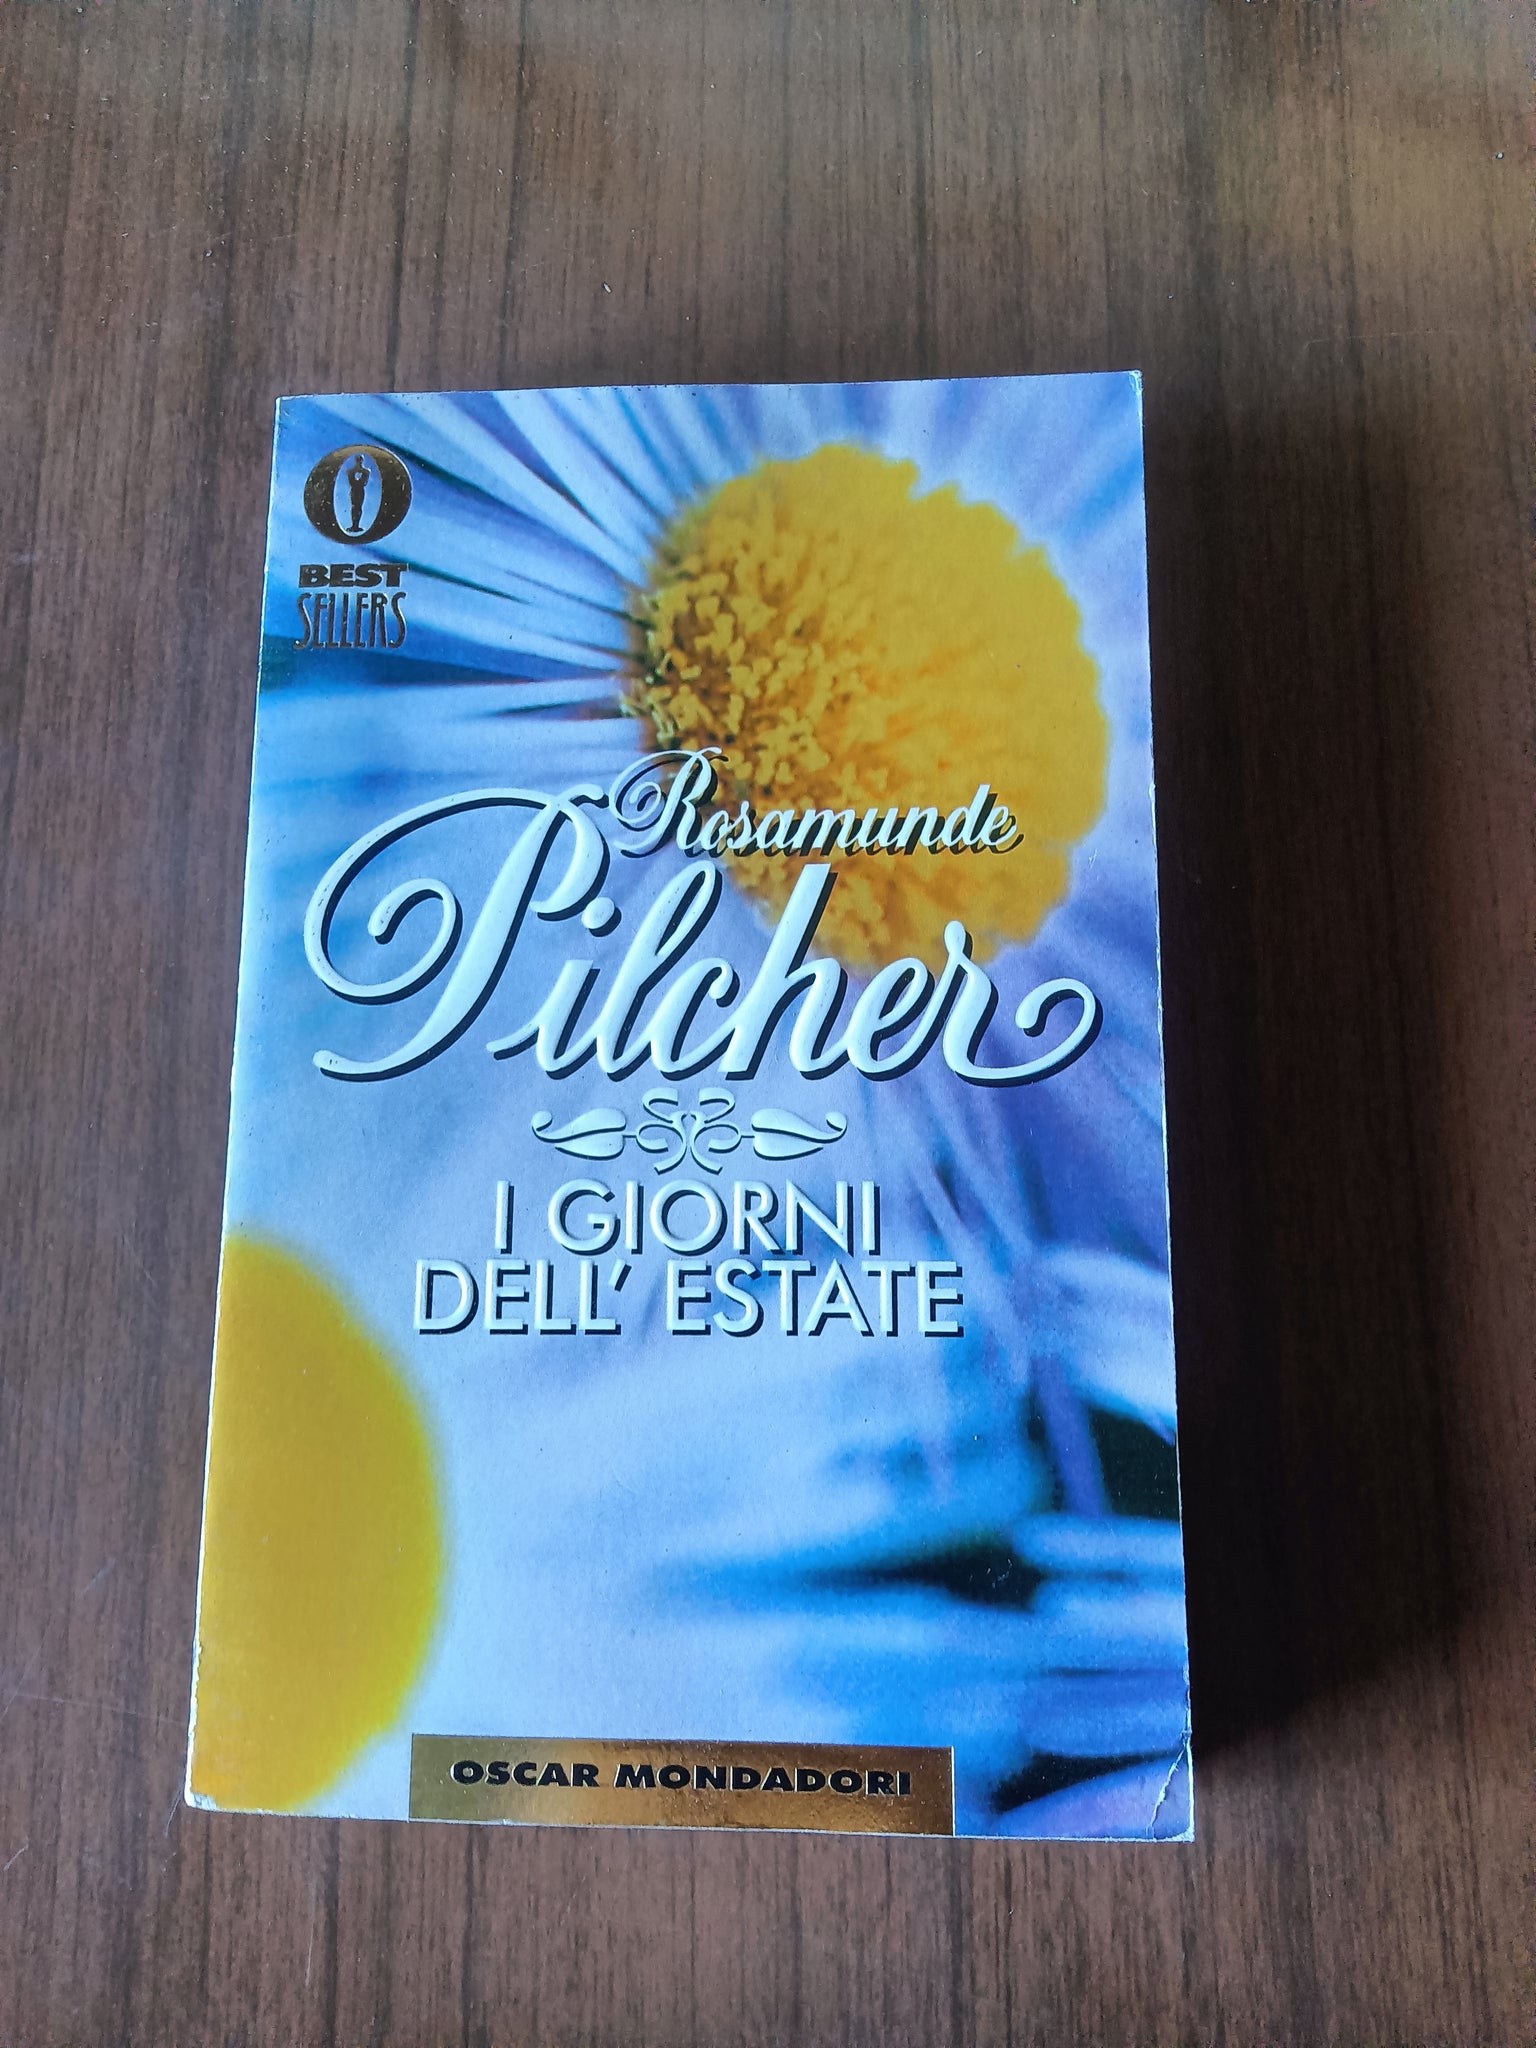 BEST
SELLERS
Rosamunde
Pilcher
I GIORNI
DELL' ESTATE
OSCAR MONDADORI